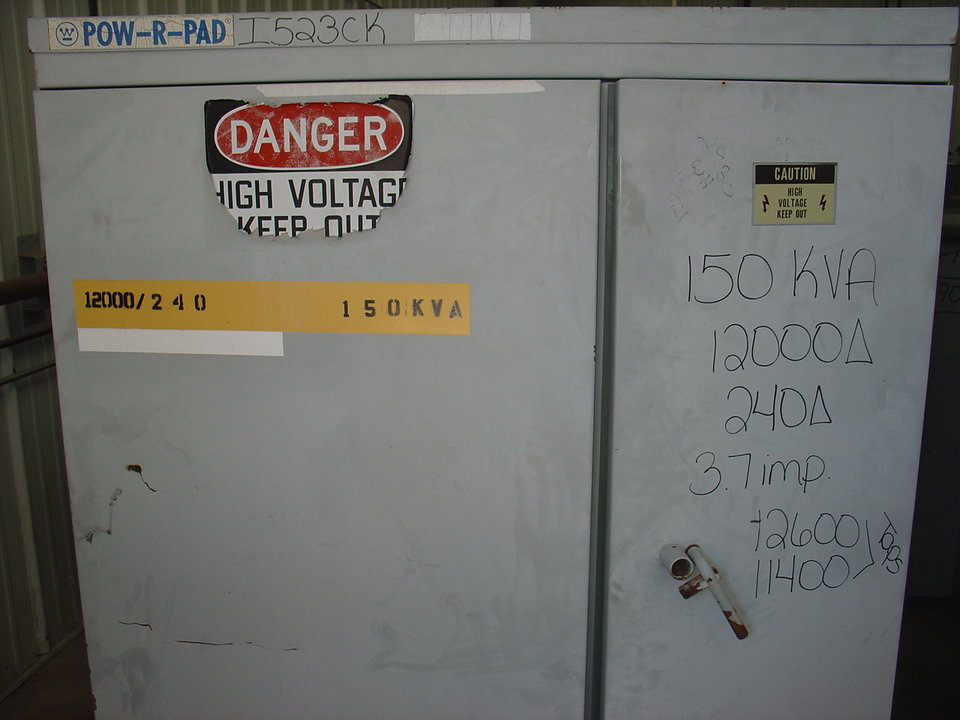 POW-R-PAD I523CK
DANGER
HIGH VOLTAGE
KEEP OUT
CAUTION
HIGH
VOLTAGE
KEEP OUT
12000/240 150KVA
150 KVA
12000Δ
240Δ
3.7 imp.
12600
11400